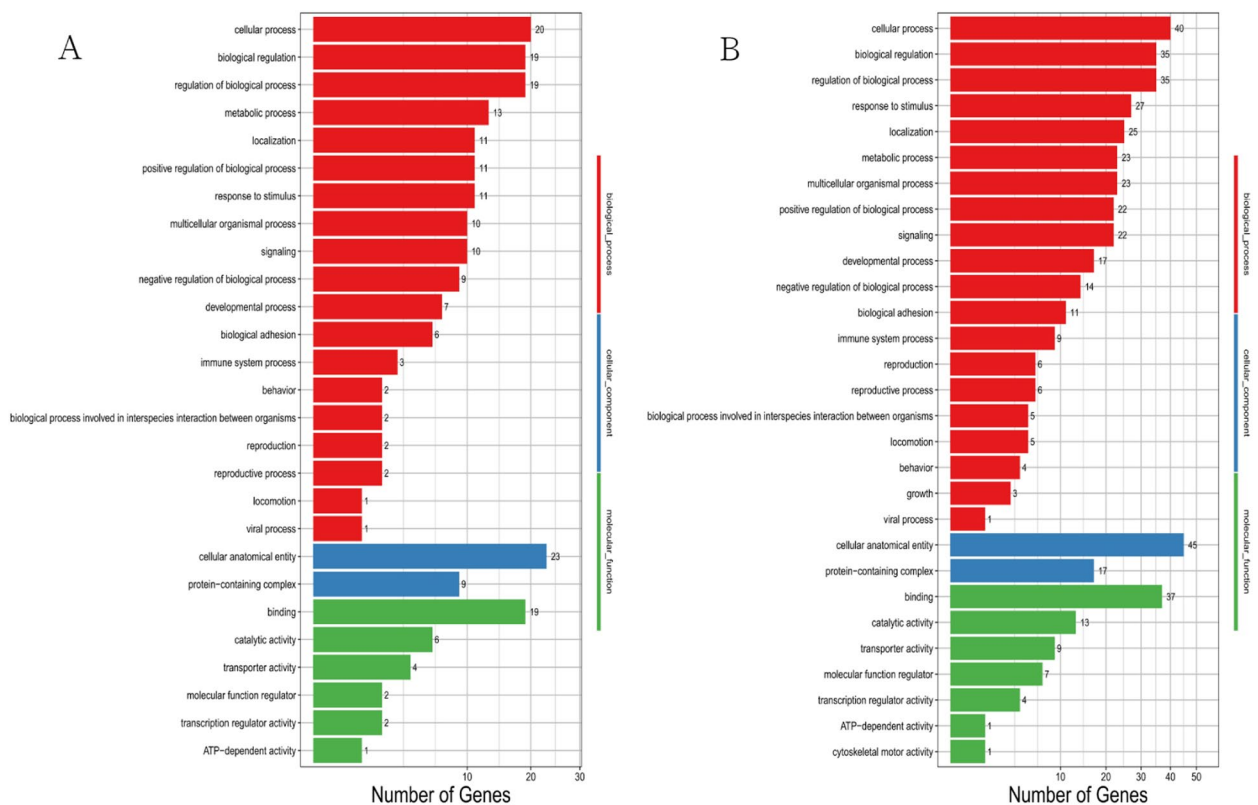 A
cellular process 20
biological regulation 19
regulation of biological process 19
metabolic process 13
localization 11
positive regulation of biological process 11
response to stimulus 11
multicellular organismal process 10
signaling 10
negative regulation of biological process 9
developmental process 7
biological adhesion 6
immune system process 3
behavior 2
biological process involved in interspecies interaction between organisms 2
reproduction 2
reproductive process 2
locomotion 1
viral process 1
cellular anatomical entity 23
protein−containing complex 9
binding 19
catalytic activity 6
transporter activity 4
molecular function regulator 2
transcription regulator activity 2
ATP−dependent activity 1
10 20 30
Number of Genes
biological_process
cellular_component
molecular_function
B
cellular process 40
biological regulation 35
regulation of biological process 35
response to stimulus 27
localization 25
metabolic process 23
multicellular organismal process 23
positive regulation of biological process 22
signaling 22
developmental process 17
negative regulation of biological process 14
biological adhesion 11
immune system process 9
reproduction 6
reproductive process 6
biological process involved in interspecies interaction between organisms 5
locomotion 5
behavior 4
growth 3
viral process 1
cellular anatomical entity 45
protein−containing complex 17
binding 37
catalytic activity 13
transporter activity 9
molecular function regulator 7
transcription regulator activity 4
ATP−dependent activity 1
cytoskeletal motor activity 1
10 20 30 40 50
Number of Genes
biological_process
cellular_component
molecular_function